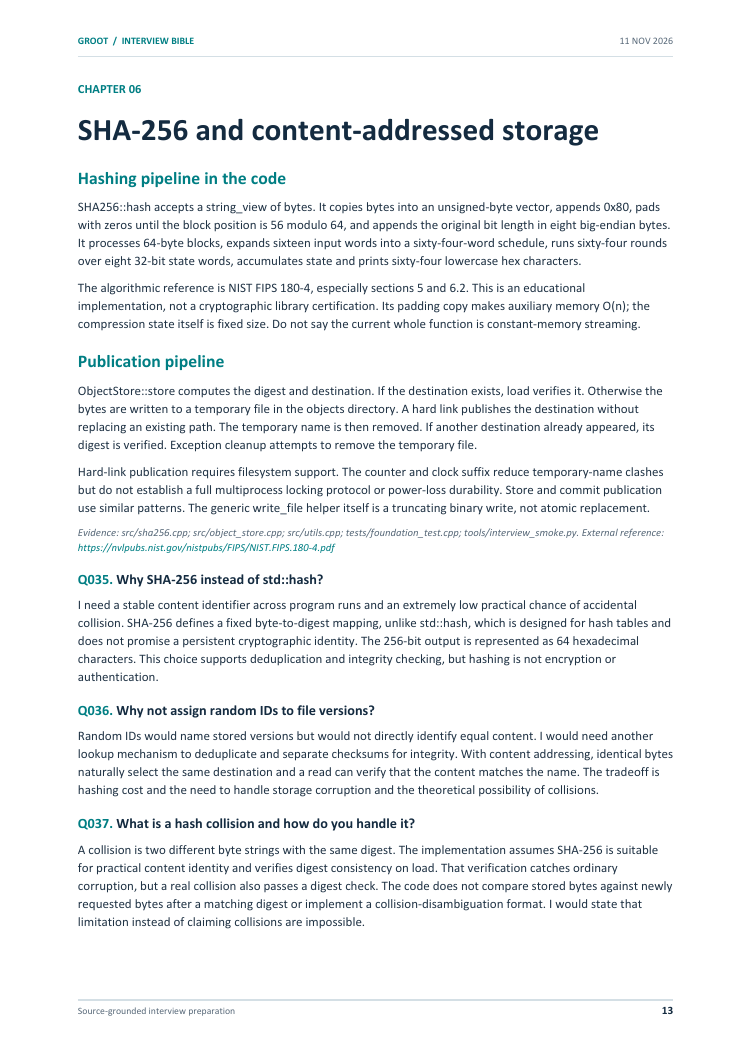 GROOT / INTERVIEW BIBLE
11 NOV 2026
CHAPTER 06
SHA-256 and content-addressed storage
Hashing pipeline in the code
SHA256::hash accepts a string_view of bytes. It copies bytes into an unsigned-byte vector, appends 0x80, pads
with zeros until the block position is 56 modulo 64, and appends the original bit length in eight big-endian bytes.
It processes 64-byte blocks, expands sixteen input words into a sixty-four-word schedule, runs sixty-four rounds
over eight 32-bit state words, accumulates state and prints sixty-four lowercase hex characters.
The algorithmic reference is NIST FIPS 180-4, especially sections 5 and 6.2. This is an educational
implementation, not a cryptographic library certification. Its padding copy makes auxiliary memory O(n); the
compression state itself is fixed size. Do not say the current whole function is constant-memory streaming.
Publication pipeline
ObjectStore::store computes the digest and destination. If the destination exists, load verifies it. Otherwise the
bytes are written to a temporary file in the objects directory. A hard link publishes the destination without
replacing an existing path. The temporary name is then removed. If another destination already appeared, its
digest is verified. Exception cleanup attempts to remove the temporary file.
Hard-link publication requires filesystem support. The counter and clock suffix reduce temporary-name clashes
but do not establish a full multiprocess locking protocol or power-loss durability. Store and commit publication
use similar patterns. The generic write_file helper itself is a truncating binary write, not atomic replacement.
Evidence: src/sha256.cpp; src/object_store.cpp; src/utils.cpp; tests/foundation_test.cpp; tools/interview_smoke.py. External reference:
https://nvlpubs.nist.gov/nistpubs/FIPS/NIST.FIPS.180-4.pdf
Q035. Why SHA-256 instead of std::hash?
I need a stable content identifier across program runs and an extremely low practical chance of accidental
collision. SHA-256 defines a fixed byte-to-digest mapping, unlike std::hash, which is designed for hash tables and
does not promise a persistent cryptographic identity. The 256-bit output is represented as 64 hexadecimal
characters. This choice supports deduplication and integrity checking, but hashing is not encryption or
authentication.
Q036. Why not assign random IDs to file versions?
Random IDs would name stored versions but would not directly identify equal content. I would need another
lookup mechanism to deduplicate and separate checksums for integrity. With content addressing, identical bytes
naturally select the same destination and a read can verify that the content matches the name. The tradeoff is
hashing cost and the need to handle storage corruption and the theoretical possibility of collisions.
Q037. What is a hash collision and how do you handle it?
A collision is two different byte strings with the same digest. The implementation assumes SHA-256 is suitable
for practical content identity and verifies digest consistency on load. That verification catches ordinary
corruption, but a real collision also passes a digest check. The code does not compare stored bytes against newly
requested bytes after a matching digest or implement a collision-disambiguation format. I would state that
limitation instead of claiming collisions are impossible.
Source-grounded interview preparation
13